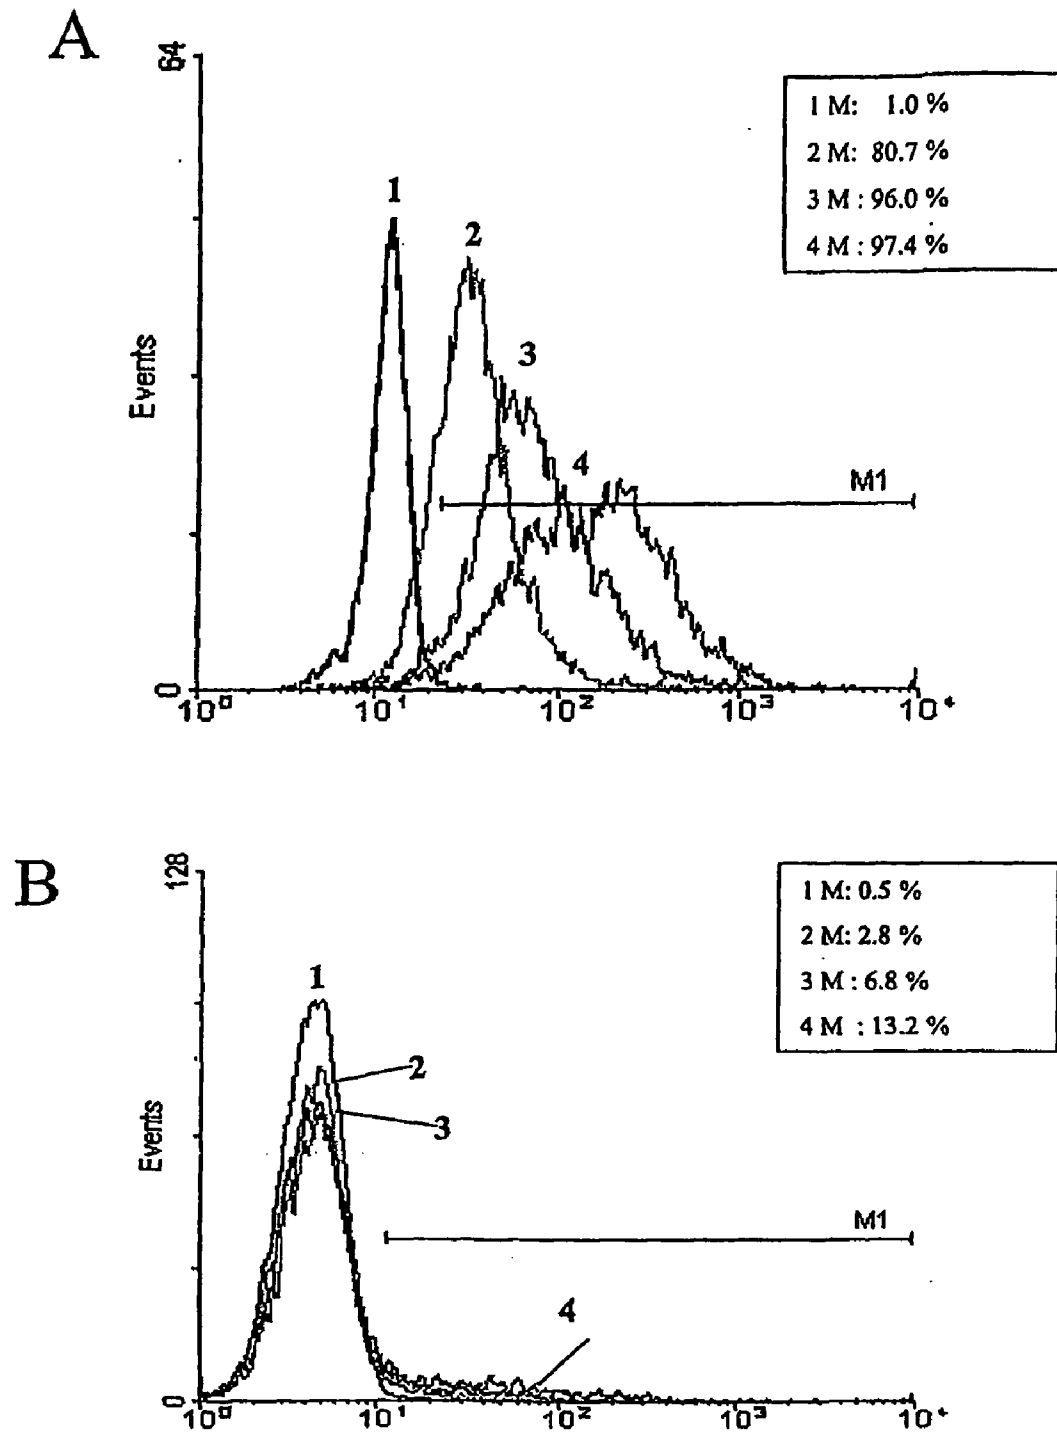 A
64
1 M: 1.0 %
2 M: 80.7 %
3 M : 96.0 %
4 M : 97.4 %
1
2
3
4
M1
Events
0
10⁰ 10¹ 10² 10³ 10⁴
B
128
1 M: 0.5 %
2 M: 2.8 %
3 M : 6.8 %
4 M : 13.2 %
1
2
3
M1
Events
4
0
10⁰ 10¹ 10² 10³ 10⁴